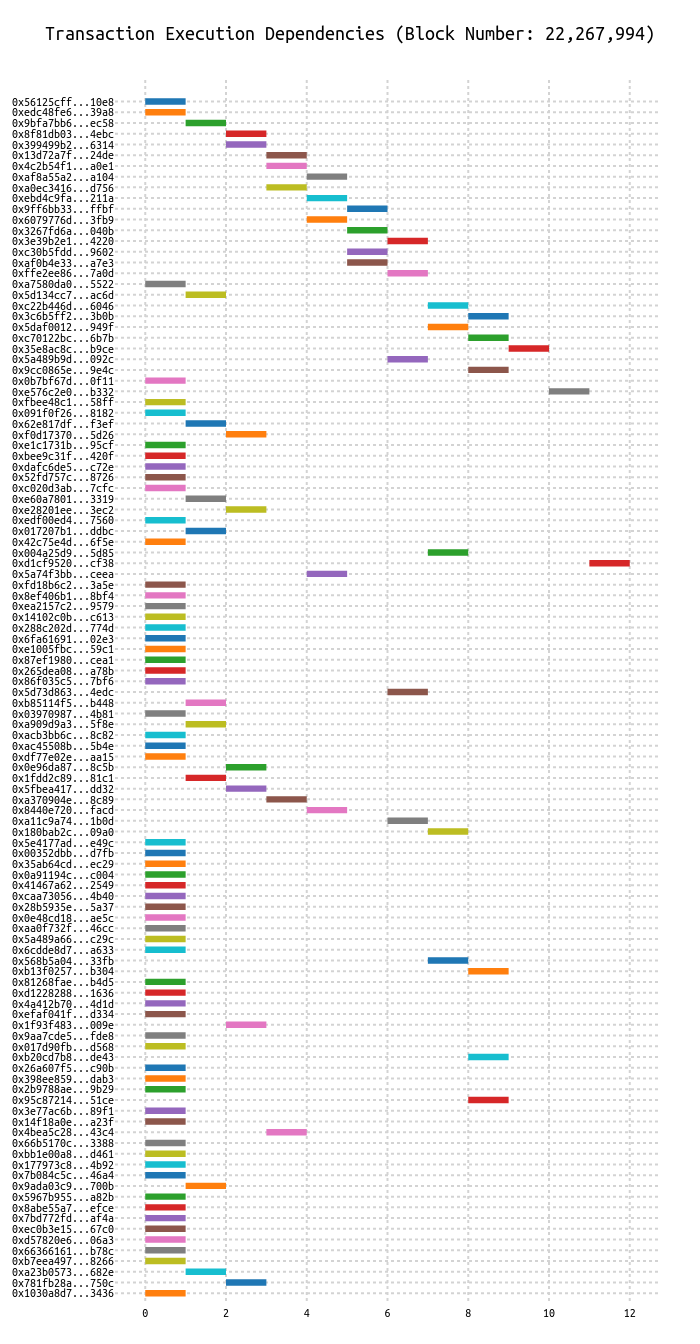 Transaction Execution Dependencies (Block Number: 22,267,994)
0x56125cff...10e8
0xedc48fe6...39a8
0x9bfa7bb6...ec58
0x8f81db03...4ebc
0x399499b2...6314
0x13d72a7f...24de
0x4c2b54f1...a0e1
0xaf8a55a2...a104
0xa0ec3416...d756
0xebd4c9fa...211a
0x9ff6bb33...ffbf
0x6079776d...3fb9
0x3267fd6a...040b
0x3e39b2e1...4220
0xc30b5fdd...9602
0xaf0b4e33...a7e3
0xffe2ee86...7a0d
0xa7580da0...5522
0x5d134cc7...ac6d
0xc22b446d...6046
0x3c6b5ff2...3b0b
0x5daf0012...949f
0xc70122bc...6b7b
0x35e8ac8c...b9ce
0x5a489b9d...092c
0x9cc0865e...9e4c
0x0b7bf67d...0f11
0xe576c2e0...b332
0xfbee48c1...58ff
0x091f0f26...8182
0x62e817df...f3ef
0xf0d17370...5d26
0xe1c1731b...95cf
0xbee9c31f...420f
0xdafc6de5...c72e
0x52fd757c...8726
0xc020d3ab...7cfc
0xe60a7801...3319
0xe28201ee...3ec2
0xedf00ed4...7560
0x017207b1...ddbc
0x42c75e4d...6f5e
0x004a25d9...5d85
0xd1cf9520...cf38
0x5a74f3bb...ceea
0xfd18b6c2...3a5e
0x8ef406b1...8bf4
0xea2157c2...9579
0x14102c0b...c613
0x288c202d...774d
0x6fa61691...02e3
0xe1005fbc...59c1
0x87ef1980...cea1
0x265dea08...a78b
0x86f035c5...7bf6
0x5d73d863...4edc
0xb85114f5...b448
0x03970987...4b81
0xa909d9a3...5f8e
0xacb3bb6c...8c82
0xac45508b...5b4e
0xdf77e02e...aa15
0x0e96da87...8c5b
0x1fdd2c89...81c1
0x5fbea417...dd32
0xa370904e...8c89
0x8440e720...facd
0xa11c9a74...1b0d
0x180bab2c...09a0
0x5e4177ad...e49c
0x00352dbb...d7fb
0x35ab64cd...ec29
0x0a91194c...c004
0x41467a62...2549
0xcaa73056...4b40
0x28b5935e...5a37
0x0e48cd18...ae5c
0xaa0f732f...46cc
0x5a489a66...c29c
0x6cdde8d7...a633
0x568b5a04...33fb
0xb13f0257...b304
0x81268fae...b4d5
0xd1228288...1636
0x4a412b70...4d1d
0xefaf041f...d334
0x1f93f483...009e
0x9aa7cde5...fde8
0x017d90fb...d568
0xb20cd7b8...de43
0x26a607f5...c90b
0x398ee859...dab3
0x2b9788ae...9b29
0x95c87214...51ce
0x3e77ac6b...89f1
0x14f18a0e...a23f
0x4bea5c28...43c4
0x66b5170c...3388
0xbb1e00a8...d461
0x177973c8...4b92
0x7b084c5c...46a4
0x9ada03c9...700b
0x5967b955...a82b
0x8abe55a7...efce
0x7bd772fd...af4a
0xec0b3e15...67c0
0xd57820e6...06a3
0x66366161...b78c
0xb7eea497...8266
0xa23b0573...682e
0x781fb28a...750c
0x1030a8d7...3436
0 2 4 6 8 10 12